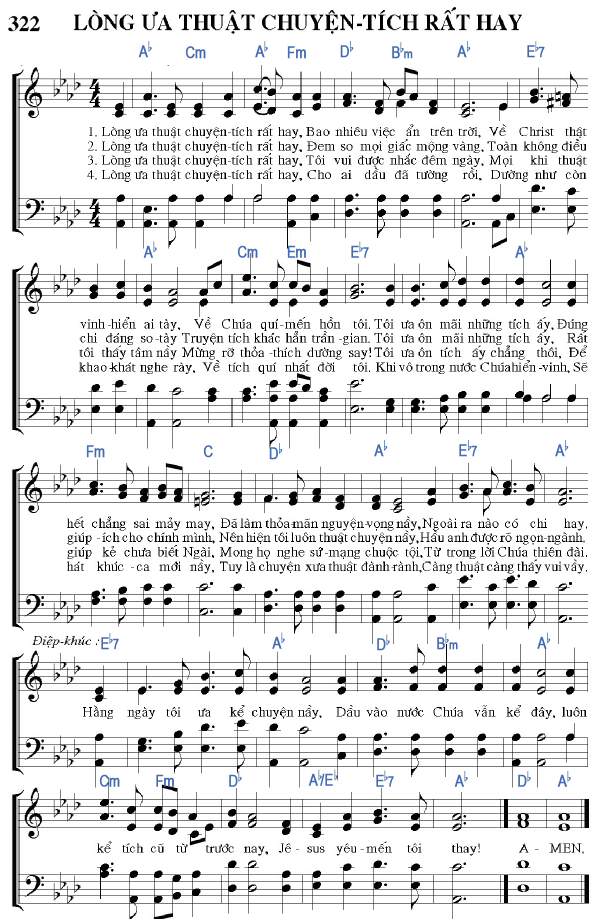 322 LÒNG ƯA THUẬT CHUYỆN-TÍCH RẤT HAY
A♭ Cm A♭ Fm D♭ B♭m A♭ E♭7
1. Lòng ưa thuật chuyện-tích rất hay, Bao nhiêu việc ẩn trên trời, Về Christ thật
2. Lòng ưa thuật chuyện-tích rất hay, Đem so mọi giấc mộng vàng, Toàn không điều
3. Lòng ưa thuật chuyện-tích rất hay, Tôi vui được nhắc đêm ngày, Mọi khi thuật
4. Lòng ưa thuật chuyện-tích rất hay, Cho ai dầu đã tường rồi, Dường như còn
A♭ Cm Em E♭7 A♭
vinh-hiển ai tày, Về Chúa quí-mến hồn tôi. Tôi ưa ôn mãi những tích ấy, Đúng
chi đáng so-tày Truyện tích khác hẳn trần-gian. Tôi ưa ôn mãi những tích ấy, Rất
tôi thấy tâm nầy Mừng rỡ thỏa-thích dường say! Tôi ưa ôn tích ấy chẳng thôi, Để
khao-khát nghe rày, Về tích quí nhất đời tôi. Khi vô trong nước Chúa hiển-vinh, Sẽ
Fm C D♭ A♭ E♭7 A♭
hết chẳng sai mảy may, Đã làm thỏa-mãn nguyện-vọng nầy, Ngoài ra nào có chi hay.
giúp-ích cho chính mình, Nên hiện tôi luôn thuật chuyện nầy, Hầu anh được rõ ngọn-ngành.
giúp kẻ chưa biết Ngài, Mong họ nghe sứ-mạng chuộc tội, Từ trong lời Chúa thiên đài.
hát khúc-ca mới nầy, Tuy là chuyện xưa thuật đành rành, Càng thuật càng thấy vui vầy.
Điệp-khúc : E♭7 A♭ D♭ B♭m A♭
Hằng ngày tôi ưa kể chuyện nầy, Dầu vào nước Chúa vẫn kể đây, luôn
Cm Fm D♭ A♭/E♭ E♭7 A♭ D♭ A♭
kể tích cũ từ trước nay, Jê-sus yêu-mến tôi thay! A-MEN.